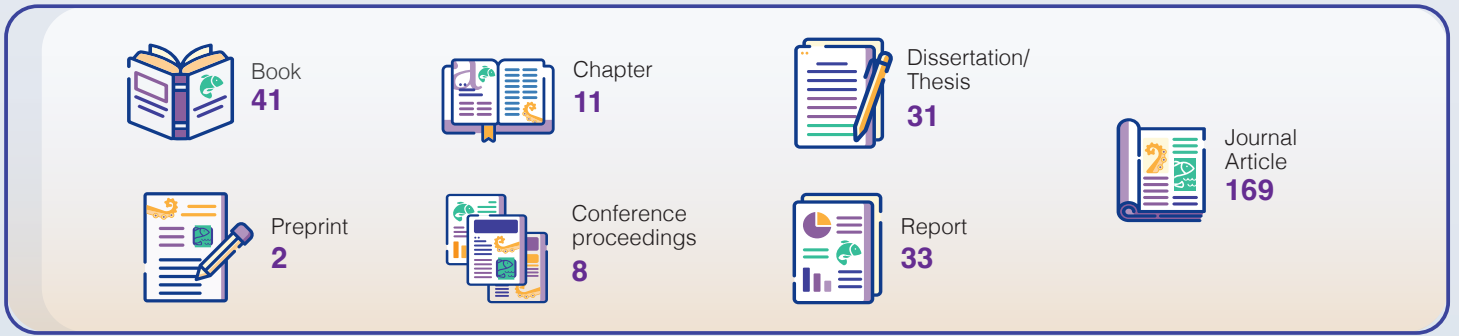 Book
41
Chapter
11
Dissertation/
Thesis
31
Journal
Article
169
Preprint
2
Conference
proceedings
8
Report
33